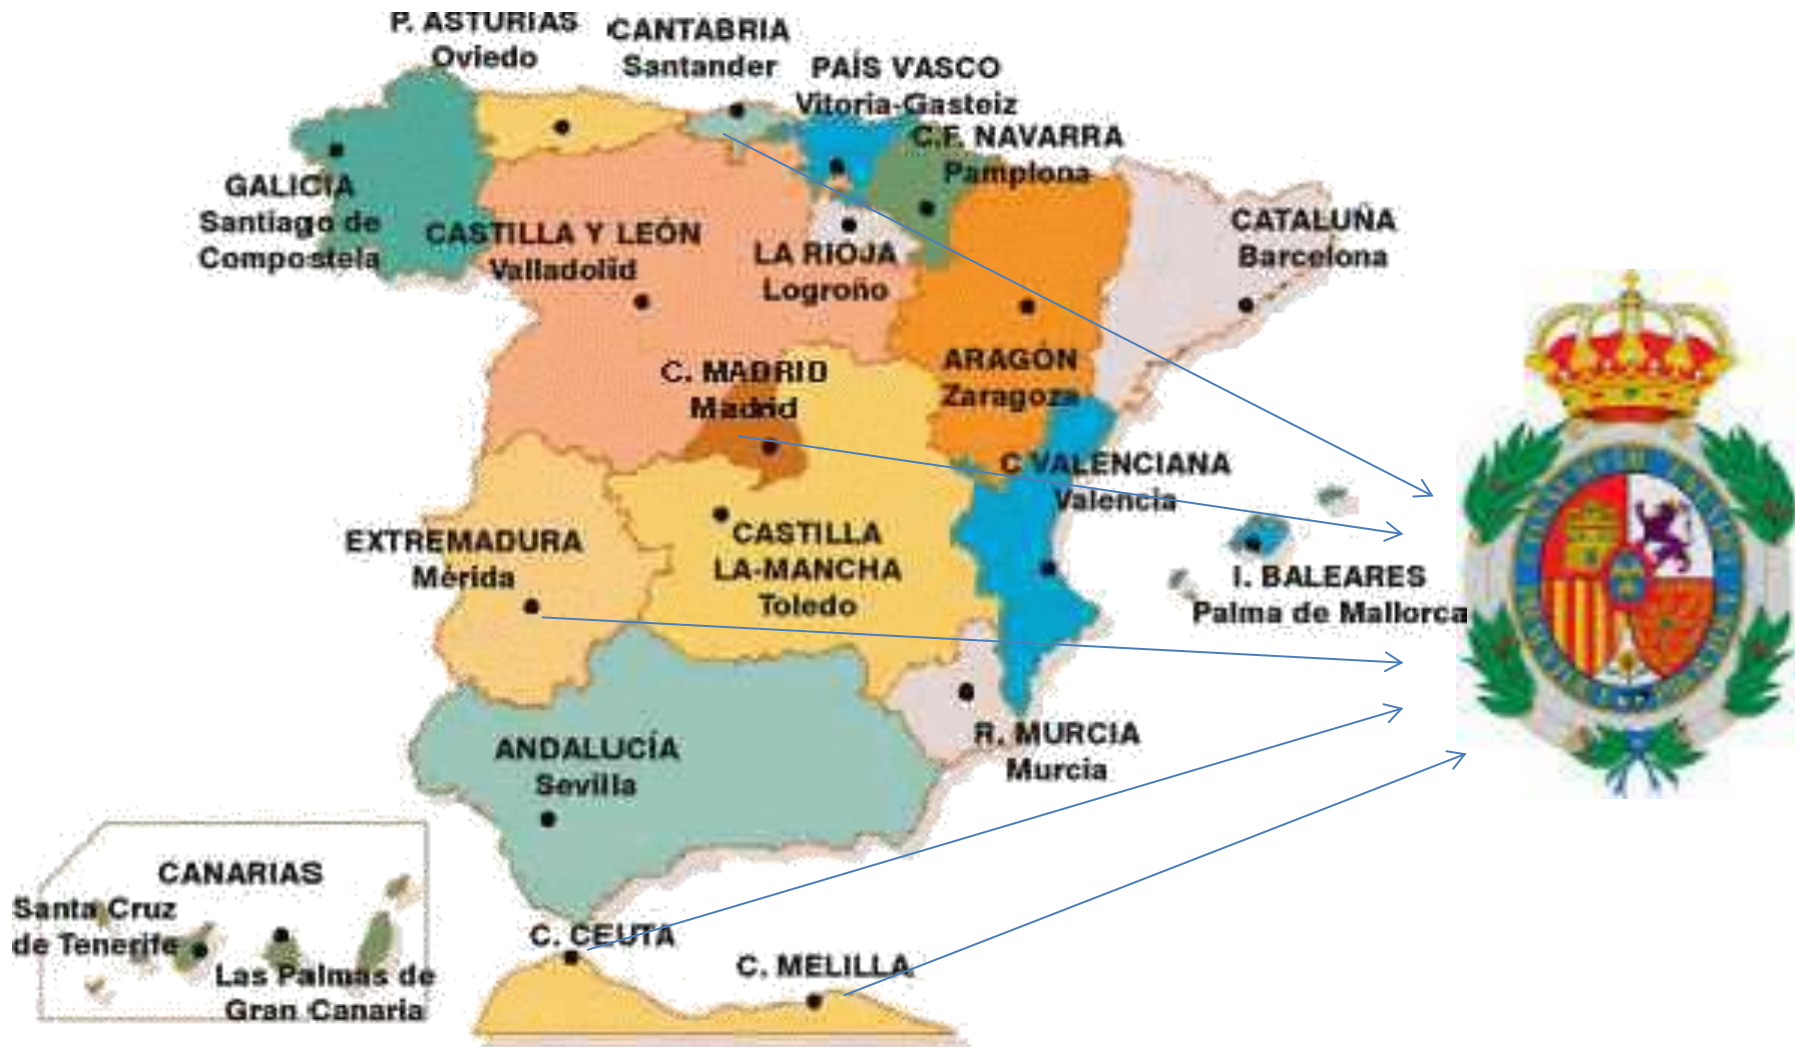 P. ASTURIAS
Oviedo
CANTABRIA
Santander
PAÍS VASCO
Vitoria-Gasteiz
C.F. NAVARRA
Pamplona
GALICIA
Santiago de
Compostela
CASTILLA Y LEÓN
Valladolid
LA RIOJA
Logroño
CATALUÑA
Barcelona
ARAGÓN
Zaragoza
C. MADRID
Madrid
C VALENCIANA
Valencia
EXTREMADURA
Mérida
CASTILLA
LA-MANCHA
Toledo
I. BALEARES
Palma de Mallorca
ANDALUCÍA
Sevilla
R. MURCIA
Murcia
CANARIAS
Santa Cruz
de Tenerife
Las Palmas de
Gran Canaria
C. CEUTA
C. MELILLA